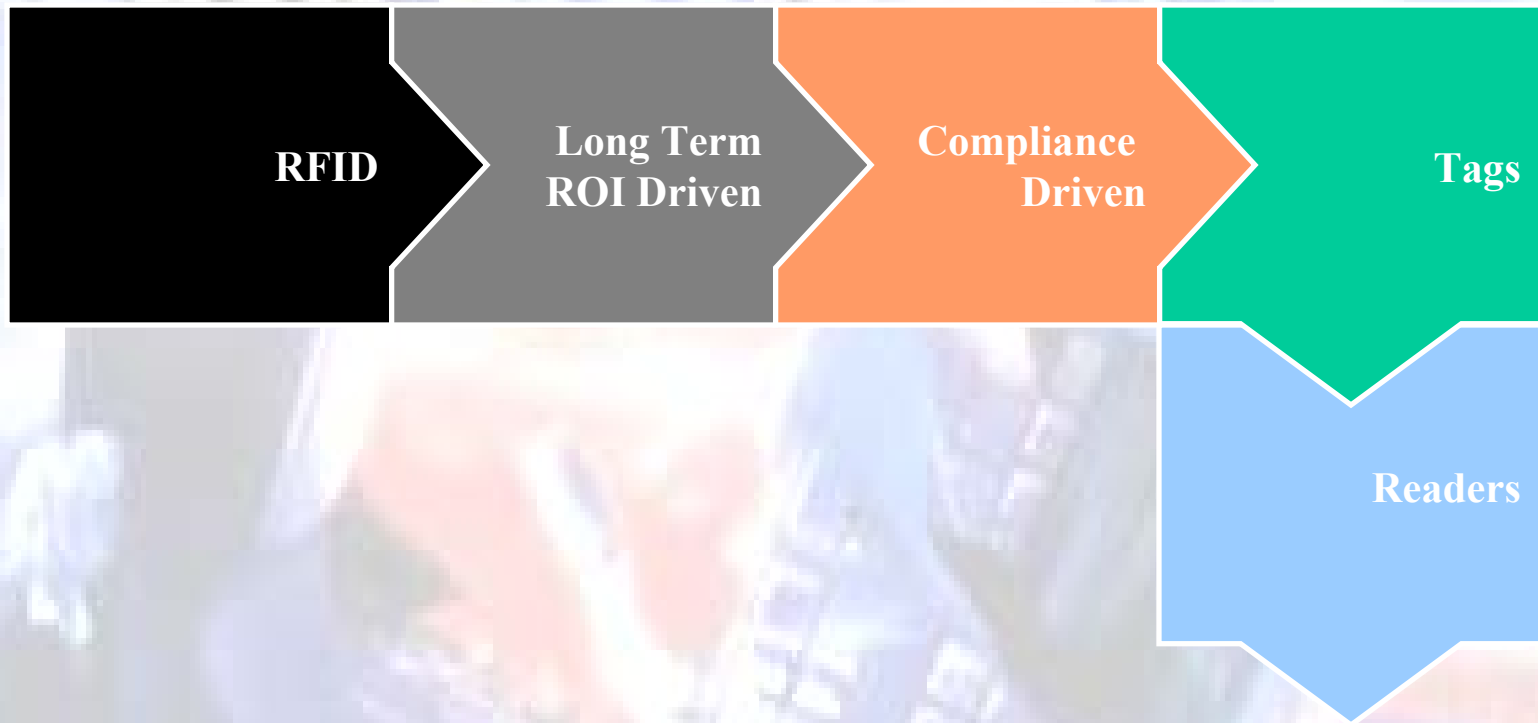 RFID
Long Term
ROI Driven
Compliance
Driven
Tags
Readers